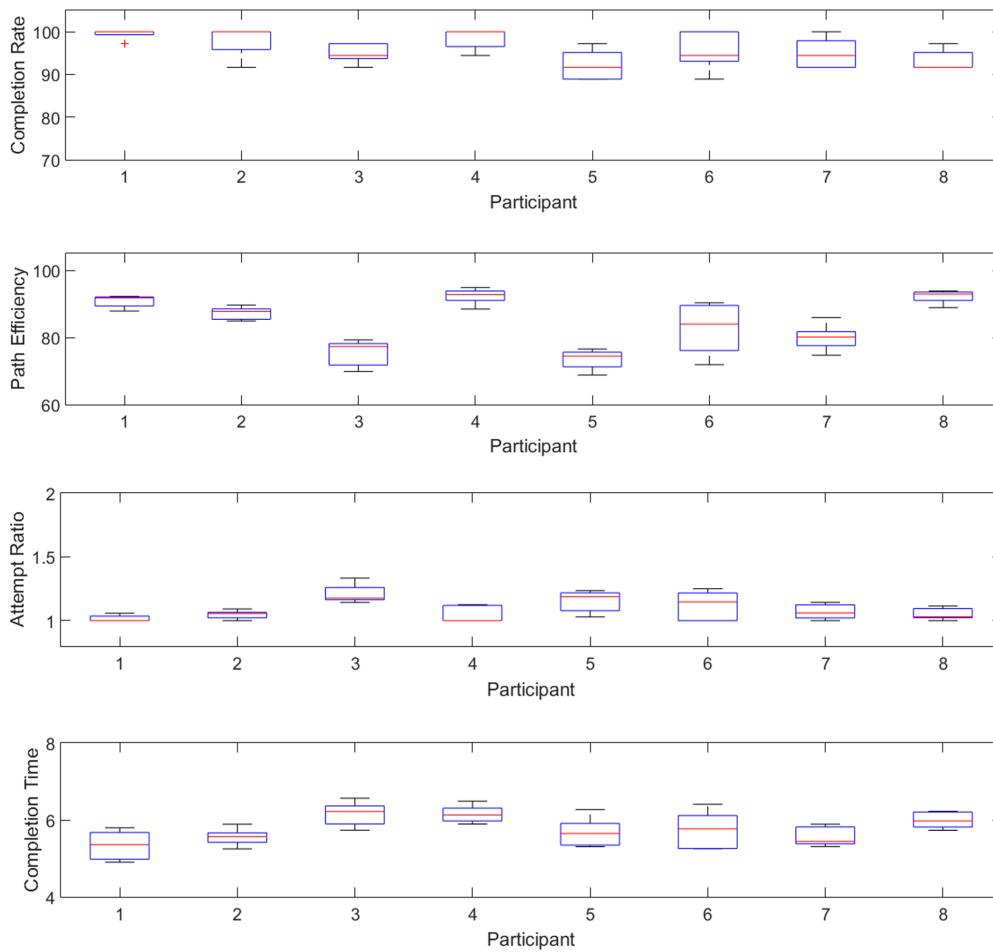 Completion Rate
100
90
80
70
1 2 3 4 5 6 7 8
Participant
Path Efficiency
100
80
60
1 2 3 4 5 6 7 8
Participant
Attempt Ratio
2
1.5
1
1 2 3 4 5 6 7 8
Participant
Completion Time
8
6
4
1 2 3 4 5 6 7 8
Participant